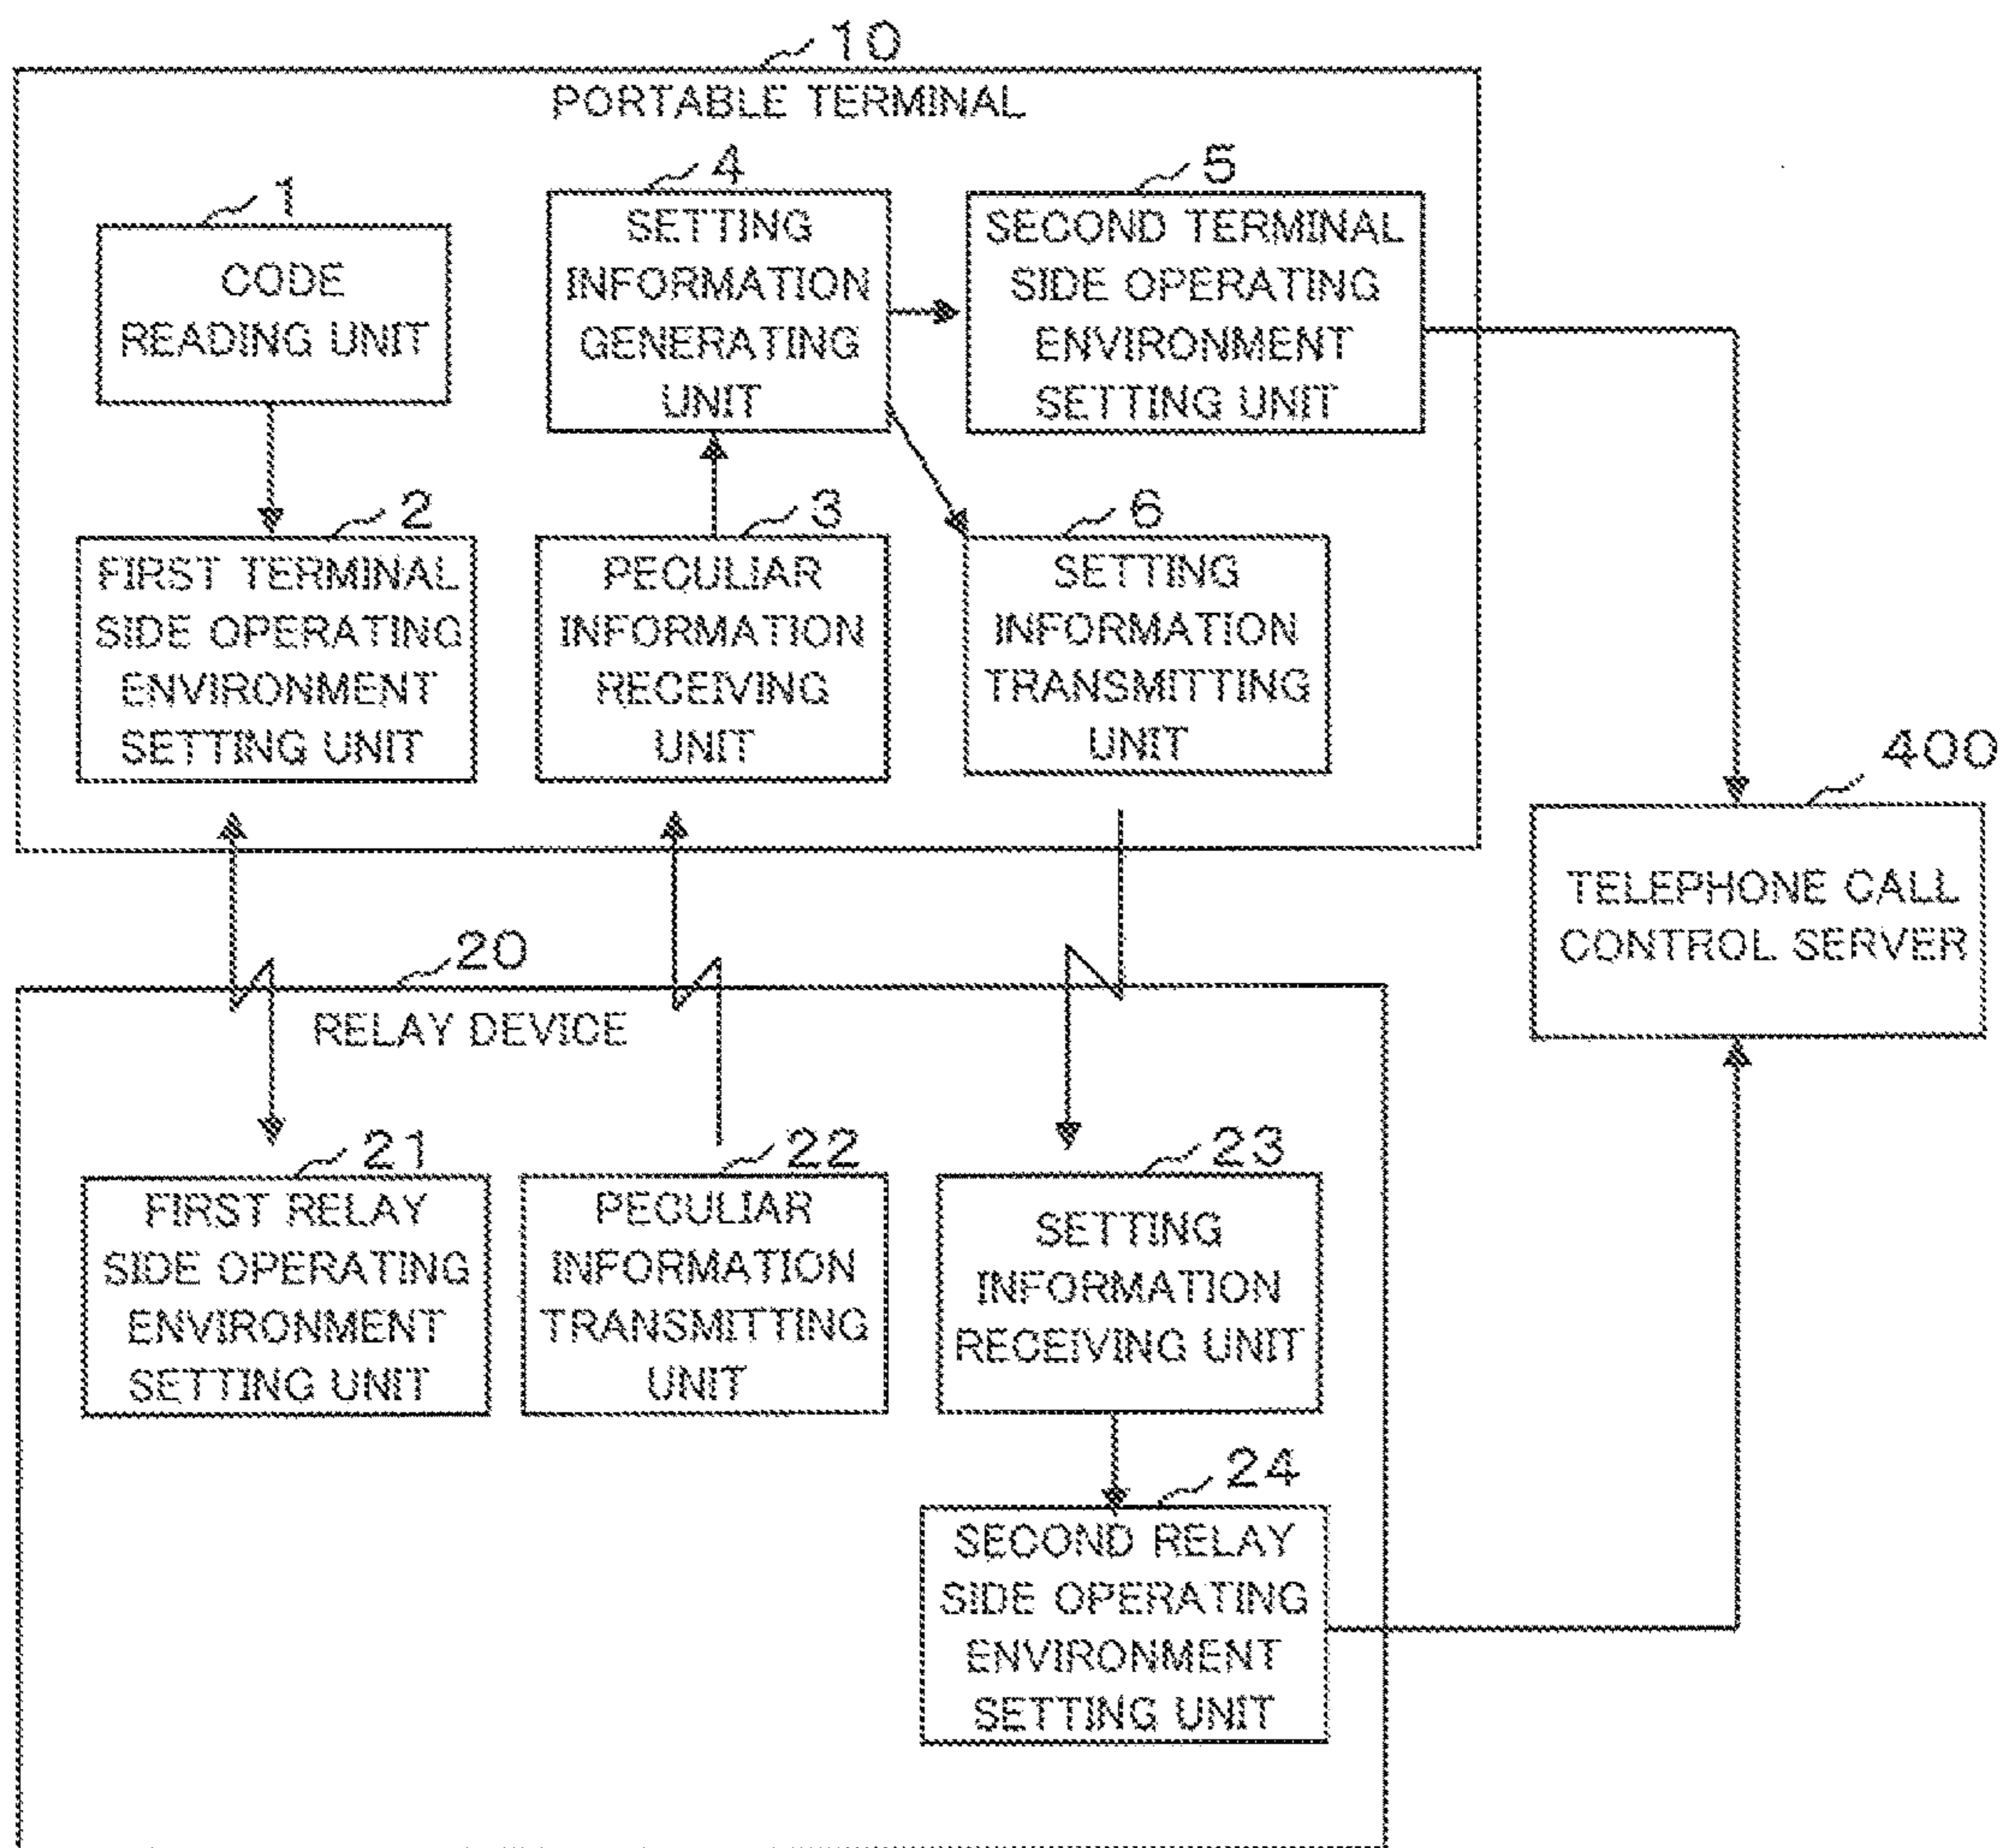 10
PORTABLE TERMINAL
1
CODE
READING UNIT
4
SETTING
INFORMATION
GENERATING
UNIT
5
SECOND TERMINAL
SIDE OPERATING
ENVIRONMENT
SETTING UNIT
2
FIRST TERMINAL
SIDE OPERATING
ENVIRONMENT
SETTING UNIT
3
PECULIAR
INFORMATION
RECEIVING
UNIT
6
SETTING
INFORMATION
TRANSMITTING
UNIT
400
TELEPHONE CALL
CONTROL SERVER
20
RELAY DEVICE
21
FIRST RELAY
SIDE OPERATING
ENVIRONMENT
SETTING UNIT
22
PECULIAR
INFORMATION
TRANSMITTING
UNIT
23
SETTING
INFORMATION
RECEIVING UNIT
24
SECOND RELAY
SIDE OPERATING
ENVIRONMENT
SETTING UNIT